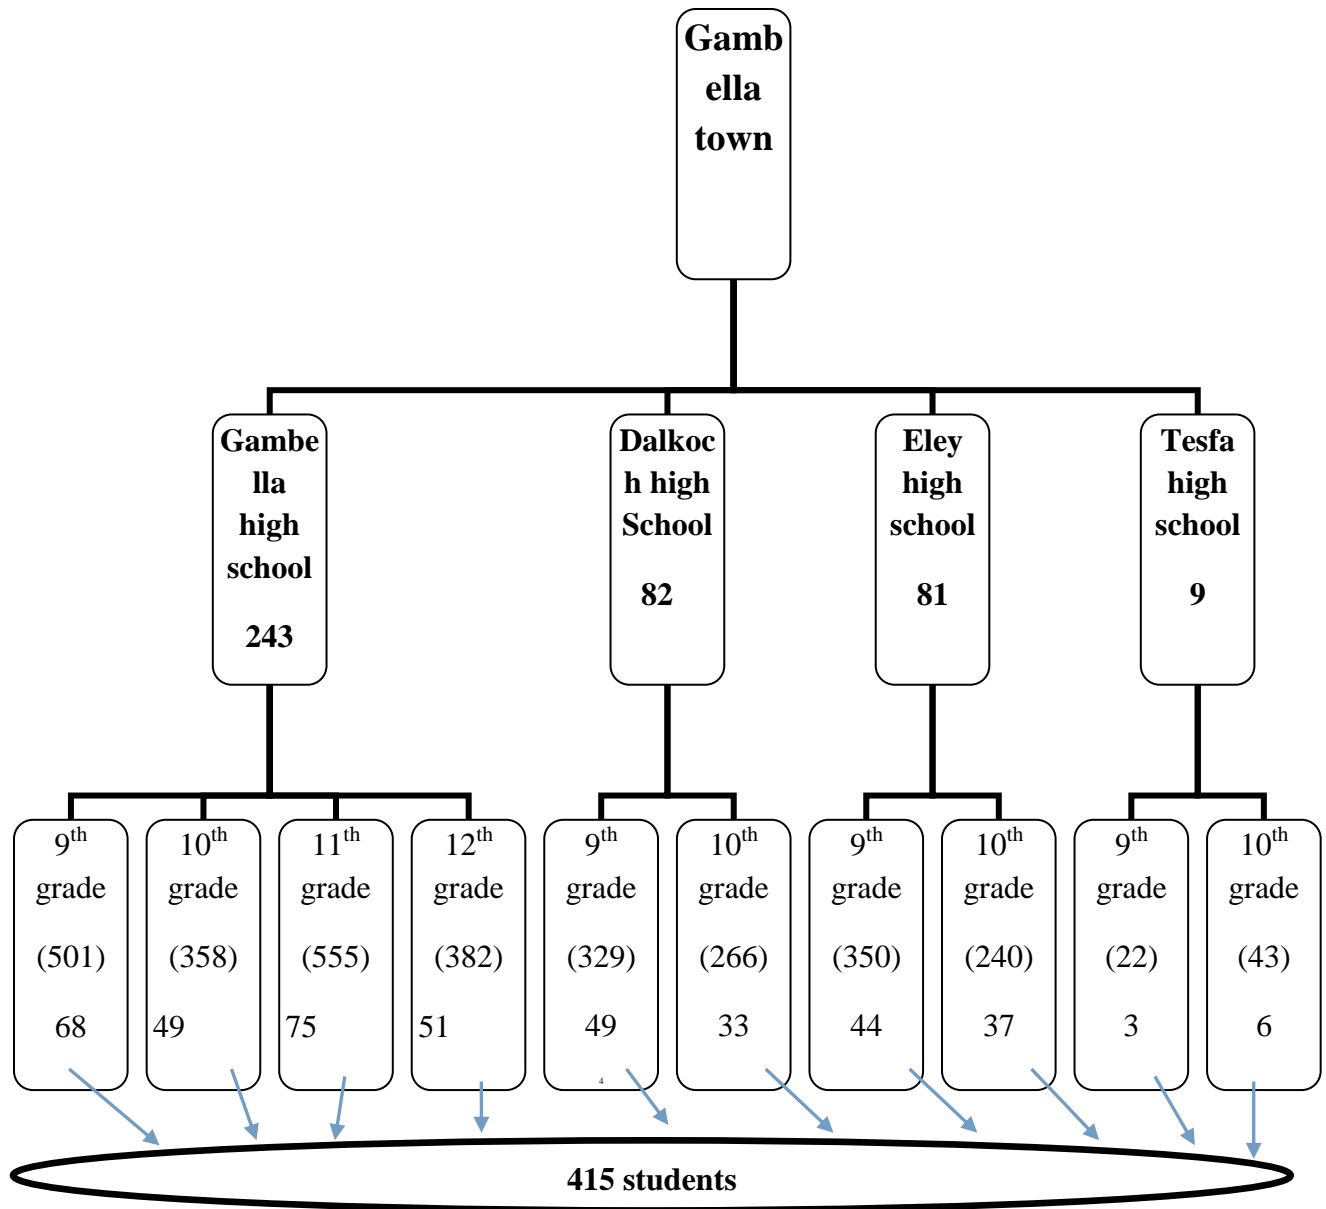 Gamb
ella
town
Gambe
lla
high
school
243
Dalkoc
h high
School
82
Eley
high
school
81
Tesfa
high
school
9
9th
grade
(501)
68
10th
grade
(358)
49
11th
grade
(555)
75
12th
grade
(382)
51
9th
grade
(329)
49
4
10th
grade
(266)
33
9th
grade
(350)
44
10th
grade
(240)
37
9th
grade
(22)
3
10th
grade
(43)
6
415 students